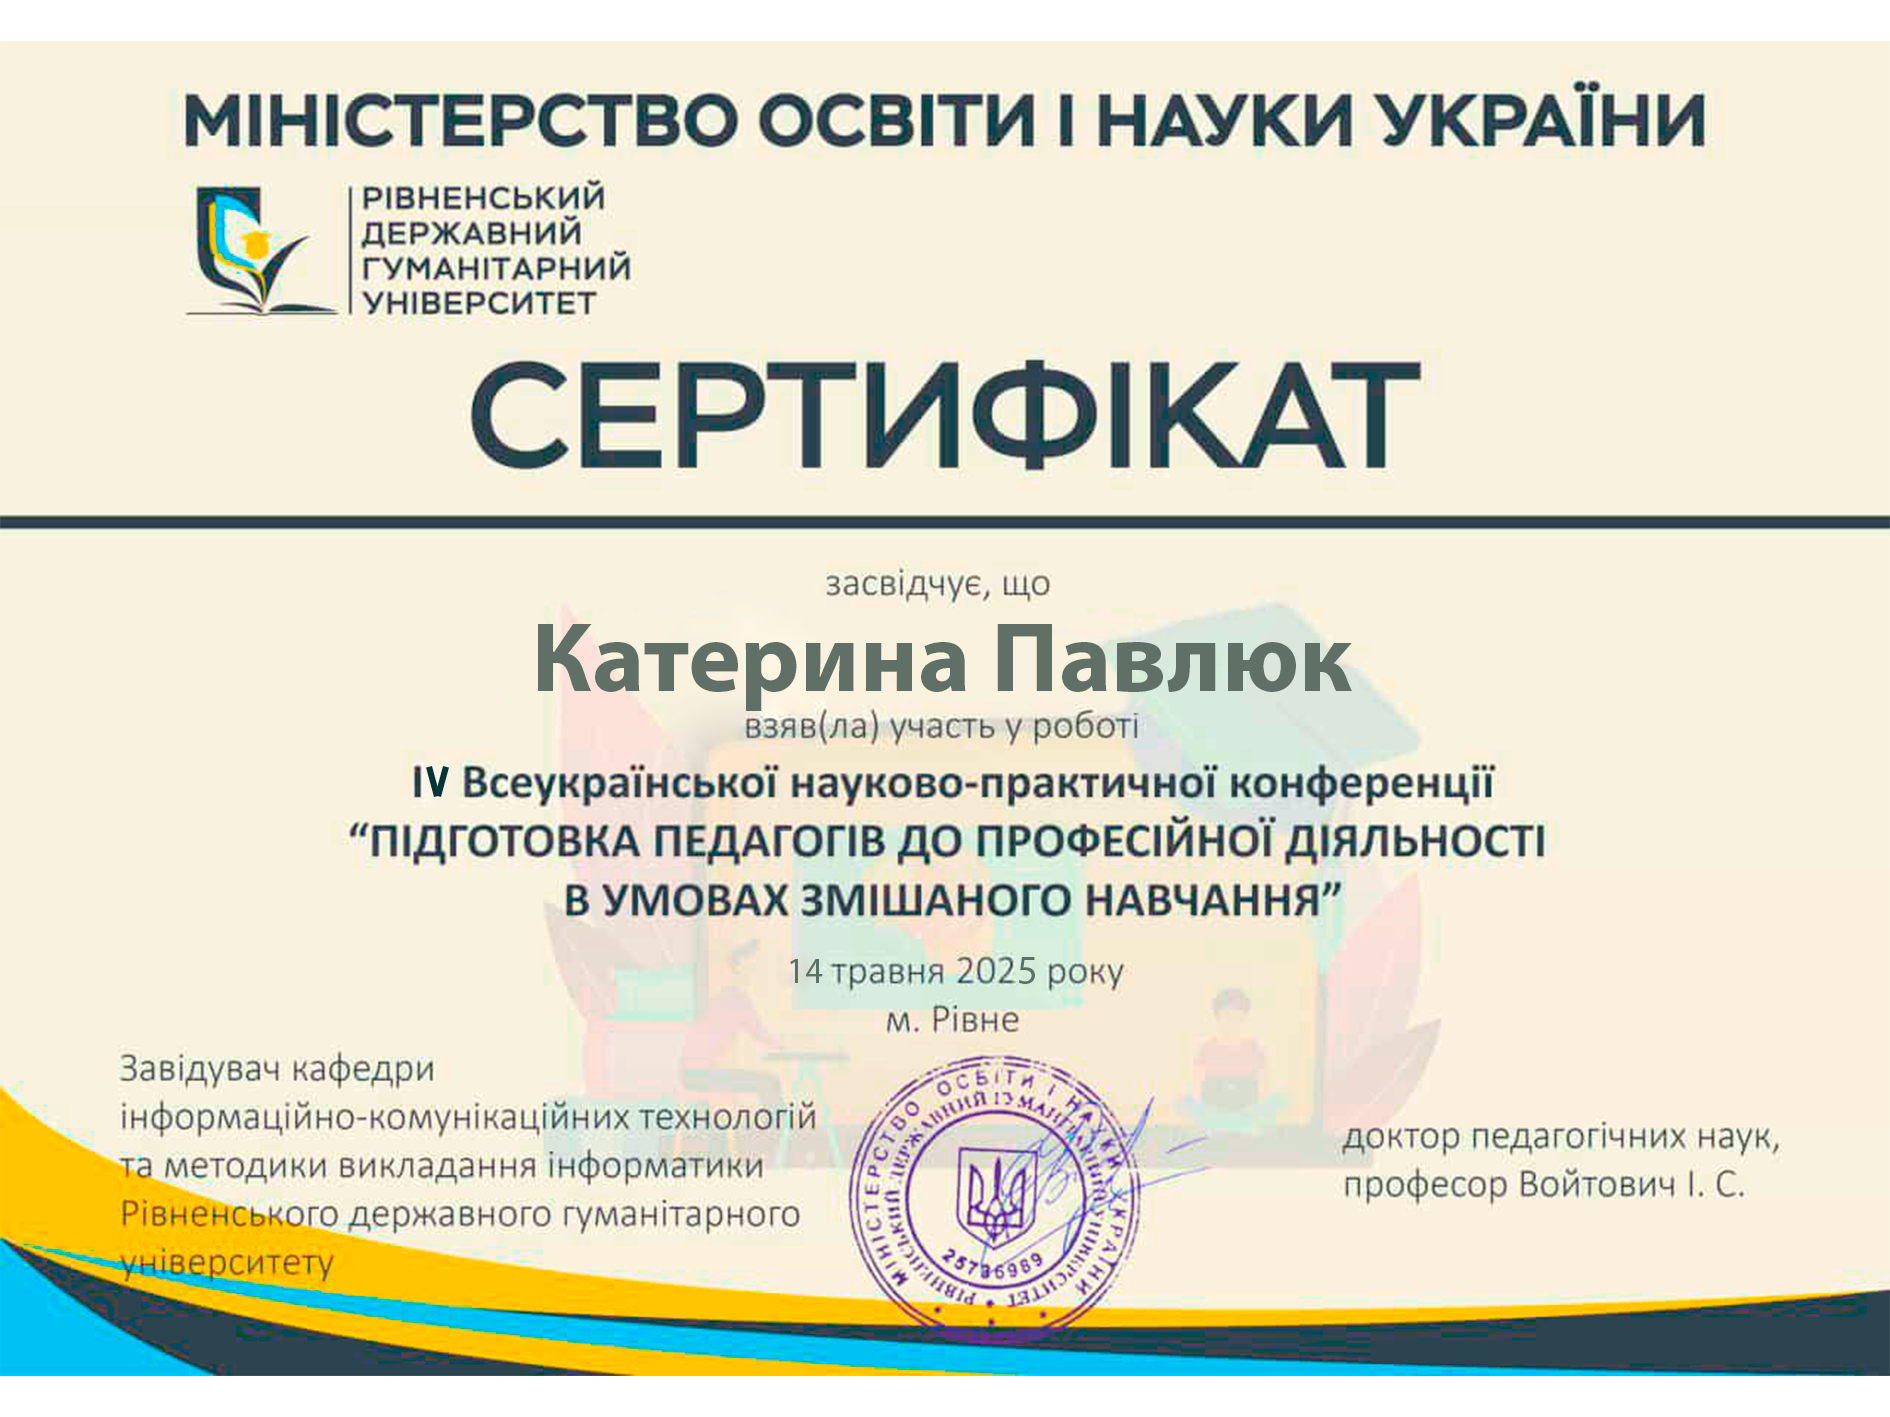 МІНІСТЕРСТВО ОСВІТИ І НАУКИ УКРАЇНИ
РІВНЕНСЬКИЙ
ДЕРЖАВНИЙ
ГУМАНІТАРНИЙ
УНІВЕРСИТЕТ
СЕРТИФІКАТ
засвідчує, що
Катерина Павлюк
взяв(ла) участь у роботі
IV Всеукраїнської науково-практичної конференції
“ПІДГОТОВКА ПЕДАГОГІВ ДО ПРОФЕСІЙНОЇ ДІЯЛЬНОСТІ
В УМОВАХ ЗМІШАНОГО НАВЧАННЯ”
14 травня 2025 року
м. Рівне
Завідувач кафедри
інформаційно-комунікаційних технологій
та методики викладання інформатики
Рівненського державного гуманітарного
університету
МІНІСТЕРСТВО ОСВІТИ І НАУКИ УКРАЇНИ
РІВНЕНСЬКИЙ ДЕРЖАВНИЙ ГУМАНІТАРНИЙ УНІВЕРСИТЕТ
25736989
доктор педагогічних наук,
професор Войтович І. С.